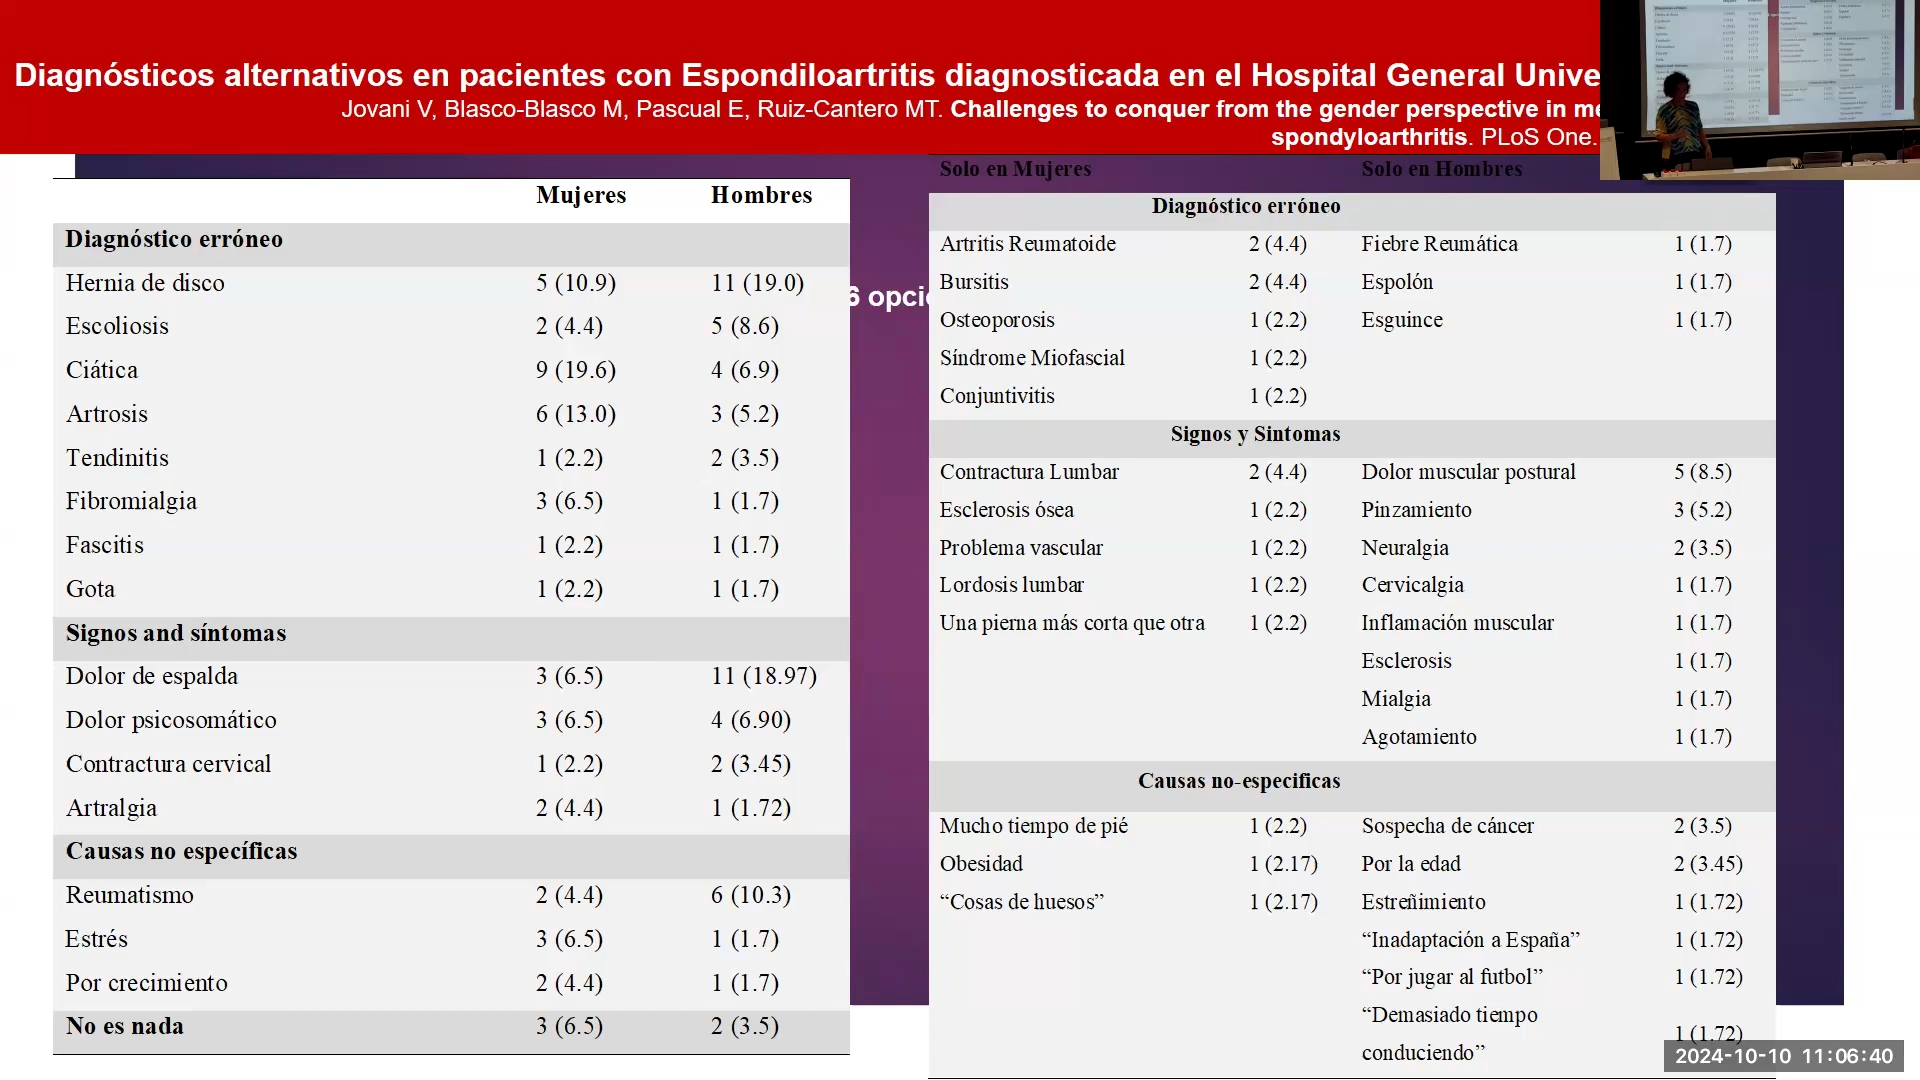 Diagnósticos alternativos en pacientes con Espondiloartritis diagnosticada en el Hospital General
Jovani V, Blasco-Blasco M, Pascual E, Ruiz-Cantero MT. Challenges to conquer from the gender perspective in
spondyloarthritis. PLoS One.
Mujeres Hombres
Diagnóstico erróneo
Hernia de disco 5 (10.9) 11 (19.0)
Escoliosis 2 (4.4) 5 (8.6)
Ciática 9 (19.6) 4 (6.9)
Artrosis 6 (13.0) 3 (5.2)
Tendinitis 1 (2.2) 2 (3.5)
Fibromialgia 3 (6.5) 1 (1.7)
Fascitis 1 (2.2) 1 (1.7)
Gota 1 (2.2) 1 (1.7)
Signos and síntomas
Dolor de espalda 3 (6.5) 11 (18.97)
Dolor psicosomático 3 (6.5) 4 (6.90)
Contractura cervical 1 (2.2) 2 (3.45)
Artralgia 2 (4.4) 1 (1.72)
Causas no específicas
Reumatismo 2 (4.4) 6 (10.3)
Estrés 3 (6.5) 1 (1.7)
Por crecimiento 2 (4.4) 1 (1.7)
No es nada 3 (6.5) 2 (3.5)
6 opci
Solo en Mujeres Solo en Hombres
Diagnóstico erróneo
Artritis Reumatoide 2 (4.4) Fiebre Reumática 1 (1.7)
Bursitis 2 (4.4) Espolón 1 (1.7)
Osteoporosis 1 (2.2) Esguince 1 (1.7)
Síndrome Miofascial 1 (2.2)
Conjuntivitis 1 (2.2)
Signos y Sintomas
Contractura Lumbar 2 (4.4) Dolor muscular postural 5 (8.5)
Esclerosis ósea 1 (2.2) Pinzamiento 3 (5.2)
Problema vascular 1 (2.2) Neuralgia 2 (3.5)
Lordosis lumbar 1 (2.2) Cervicalgia 1 (1.7)
Una pierna más corta que otra 1 (2.2) Inflamación muscular 1 (1.7)
Esclerosis 1 (1.7)
Mialgia 1 (1.7)
Agotamiento 1 (1.7)
Causas no-especificas
Mucho tiempo de pié 1 (2.2) Sospecha de cáncer 2 (3.5)
Obesidad 1 (2.17) Por la edad 2 (3.45)
“Cosas de huesos” 1 (2.17) Estreñimiento 1 (1.72)
“Inadaptación a España” 1 (1.72)
“Por jugar al futbol” 1 (1.72)
“Demasiado tiempo
conduciendo” 1 (1.72)
2024-10-10 11:06:40